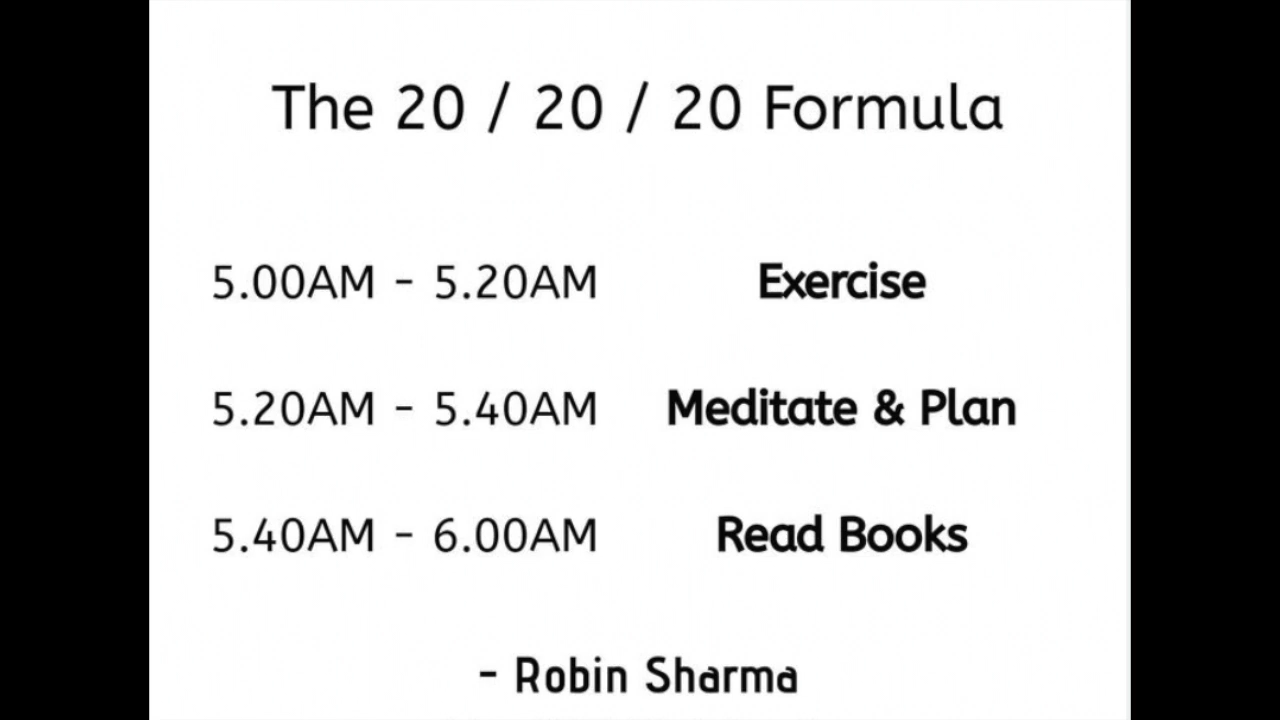 The 20 / 20 / 20 Formula
5.00AM - 5.20AM Exercise
5.20AM - 5.40AM Meditate & Plan
5.40AM - 6.00AM Read Books
- Robin Sharma